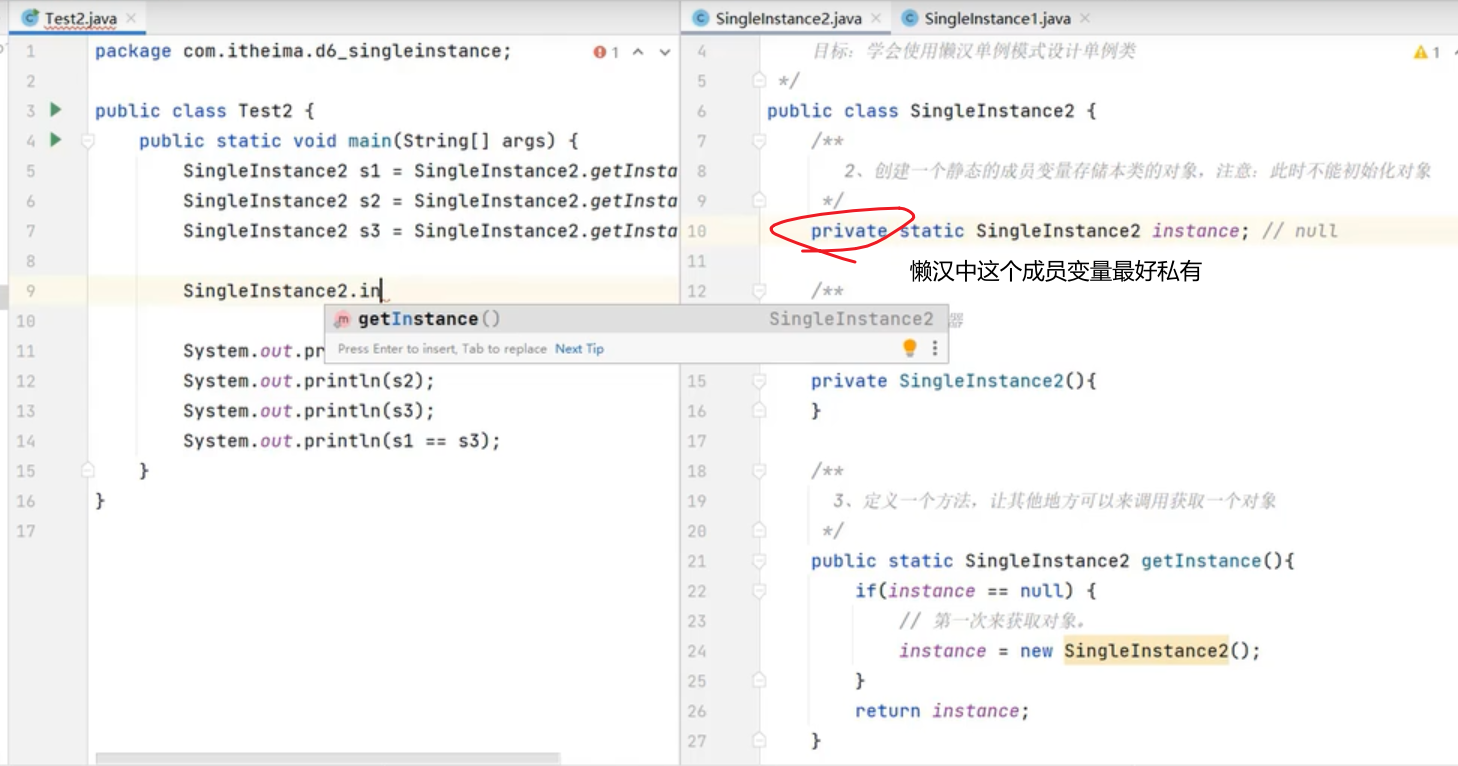 Test2.java
1 package com.itheima.d6_singleinstance; 1
2
3 public class Test2 {
4 public static void main(String[] args) {
5 SingleInstance2 s1 = SingleInstance2.getInsta
6 SingleInstance2 s2 = SingleInstance2.getInsta
7 SingleInstance2 s3 = SingleInstance2.getInsta
8
9 SingleInstance2.in
getInstance() SingleInstance2
Press Enter to insert, Tab to replace Next Tip
10
11 System.out.pr
12 System.out.println(s2);
13 System.out.println(s3);
14 System.out.println(s1 == s3);
15 }
16 }
17
SingleInstance2.java SingleInstance1.java
4 目标：学会使用懒汉单例模式设计单例类 1
5 */
6 public class SingleInstance2 {
7 /**
8 2、创建一个静态的成员变量存储本类的对象，注意：此时不能初始化对象
9 */
10 private static SingleInstance2 instance; // null
11
懒汉中这个成员变量最好私有
12 /**
器
15 private SingleInstance2(){
16 }
17
18 /**
19 3、定义一个方法，让其他地方可以来调用获取一个对象
20 */
21 public static SingleInstance2 getInstance(){
22 if(instance == null) {
23 // 第一次来获取对象。
24 instance = new SingleInstance2();
25 }
26 return instance;
27 }